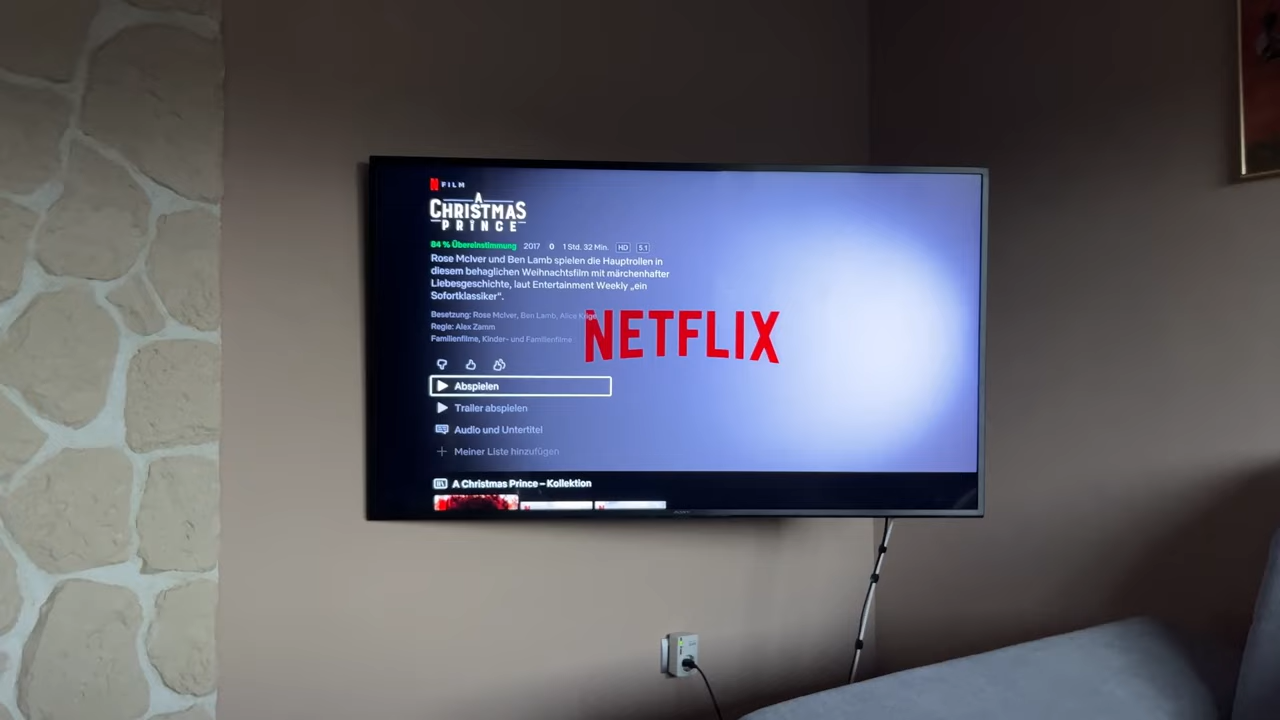 N FILM
A
CHRISTMAS
PRINCE
84 % Übereinstimmung 2017 0 1 Std. 32 Min. HD 5.1
Rose McIver und Ben Lamb spielen die Hauptrollen in
diesem behaglichen Weihnachtsfilm mit märchenhafter
Liebesgeschichte, laut Entertainment Weekly „ein
Sofortklassiker“.
Besetzung: Rose McIver, Ben Lamb, Alice Krige
Regie: Alex Zamm
Familienfilme, Kinder- und Familienfilme
NETFLIX
Abspielen
Trailer abspielen
Audio und Untertitel
Meiner Liste hinzufügen
A Christmas Prince – Kollektion
SONY